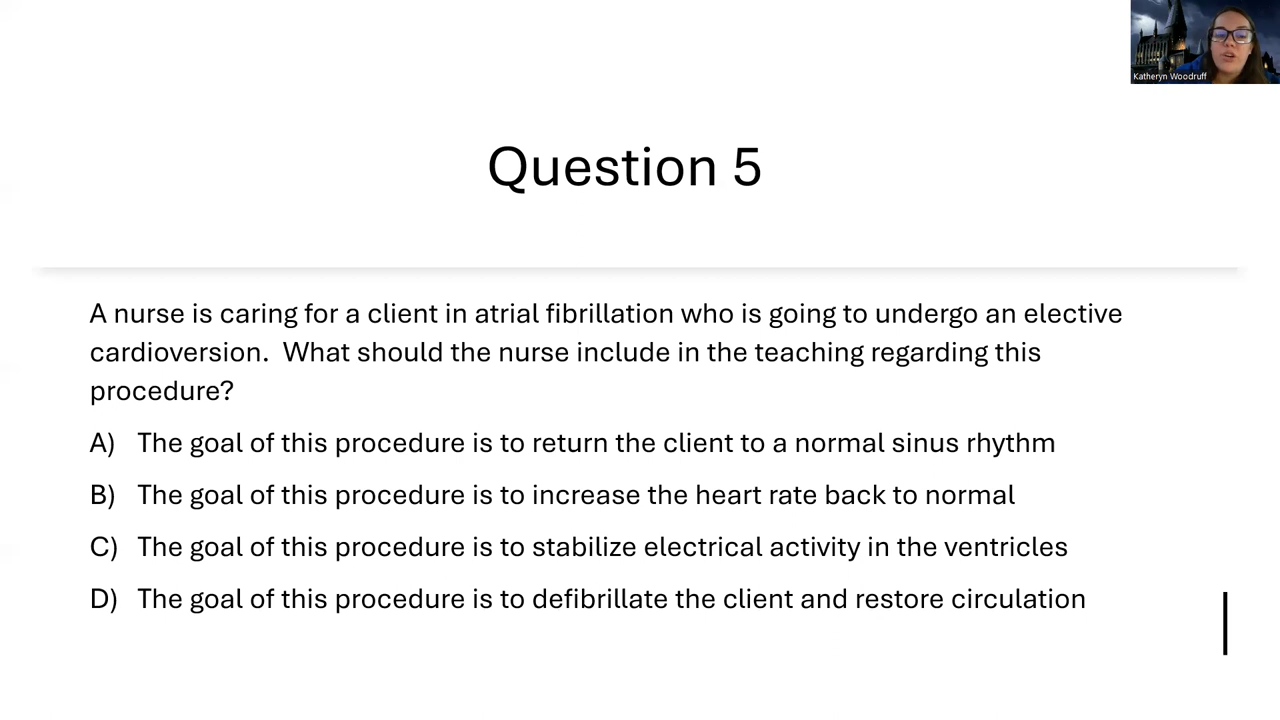 Katheryn Woodruff
Question 5
A nurse is caring for a client in atrial fibrillation who is going to undergo an elective
cardioversion.  What should the nurse include in the teaching regarding this
procedure?
A) The goal of this procedure is to return the client to a normal sinus rhythm
B) The goal of this procedure is to increase the heart rate back to normal
C) The goal of this procedure is to stabilize electrical activity in the ventricles
D) The goal of this procedure is to defibrillate the client and restore circulation